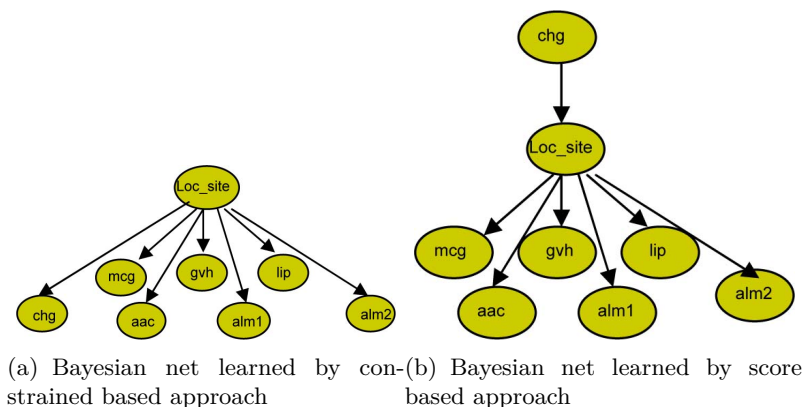 Loc_site
mcg
gvh
lip
chg
aac
alm1
alm2
(a) Bayesian net learned by con-
strained based approach
chg
Loc_site
mcg
gvh
lip
aac
alm1
alm2
(b) Bayesian net learned by score
based approach